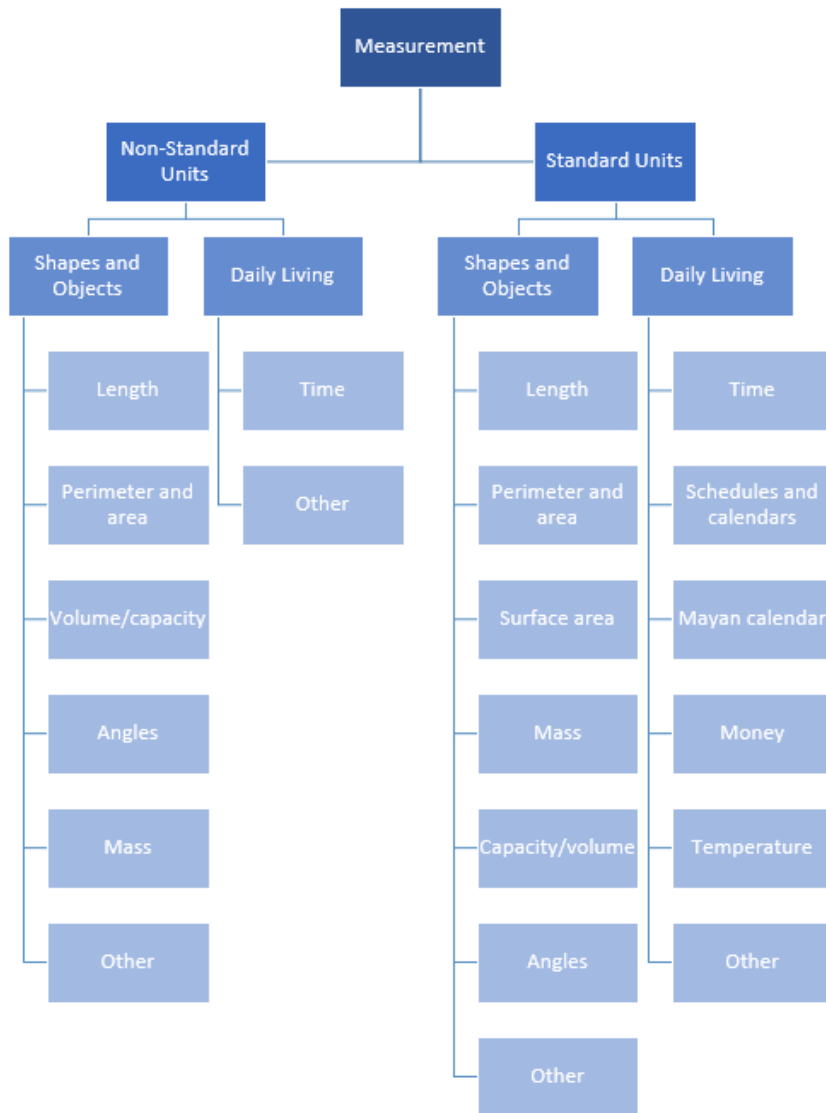 Measurement
Non-Standard
Units
Standard Units
Shapes and
Objects
Daily Living
Shapes and
Objects
Daily Living
Length
Time
Length
Time
Perimeter and
area
Other
Perimeter and
area
Schedules and
calendars
Volume/capacity
Surface area
Mayan calendar
Angles
Mass
Money
Mass
Capacity/volume
Temperature
Other
Angles
Other
Other